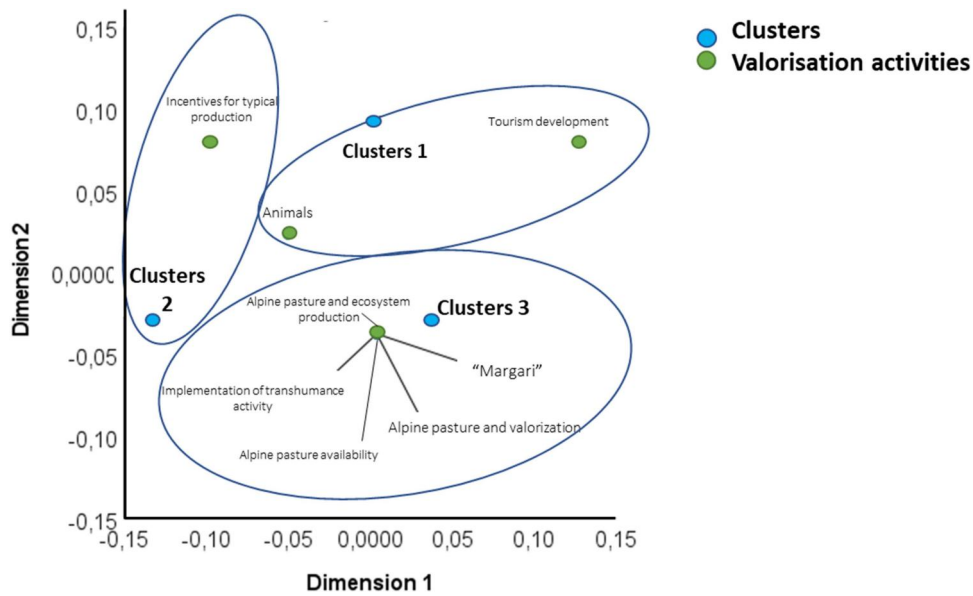 Clusters
Valorisation activities
0,15
0,10
0,05
0,0000
-0,05
-0,10
-0,15
Dimension 2
Incentives for typical
production
Clusters 1
Tourism development
Animals
Clusters
2
Alpine pasture and ecosystem
production
Clusters 3
"Margari"
Implementation of transhumance
activity
Alpine pasture and valorization
Alpine pasture availability
-0,15
-0,10
-0,05
0,0000
0,05
0,10
0,15
Dimension 1